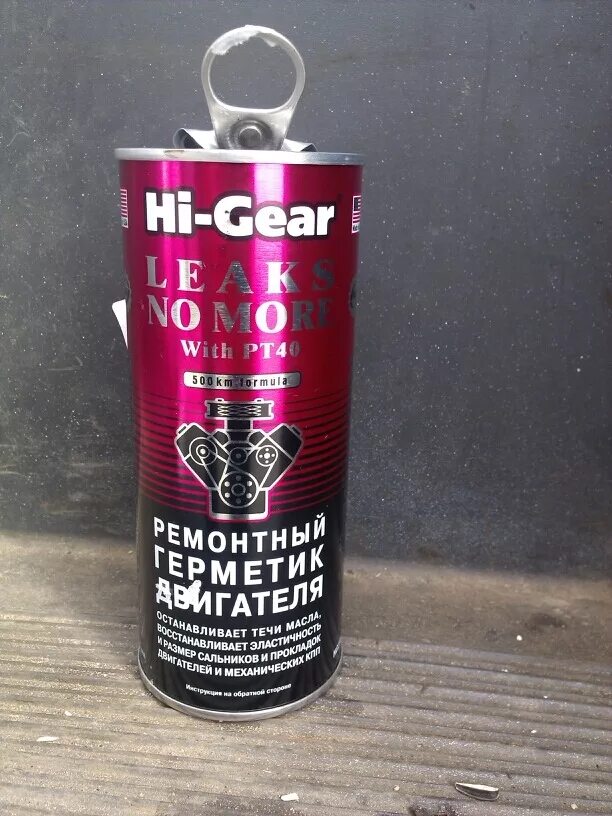 Hi-Gear
LEAKS
NO MORE
With PT40
500 km. formula
РЕМОНТНЫЙ
ГЕРМЕТИК
ДВИГАТЕЛЯ
ОСТАНАВЛИВАЕТ ТЕЧИ МАСЛА,
ВОССТАНАВЛИВАЕТ ЭЛАСТИЧНОСТЬ
И РАЗМЕР САЛЬНИКОВ И ПРОКЛАДОК
ДВИГАТЕЛЕЙ И МЕХАНИЧЕСКИХ КПП
Инструкция на обратной стороне